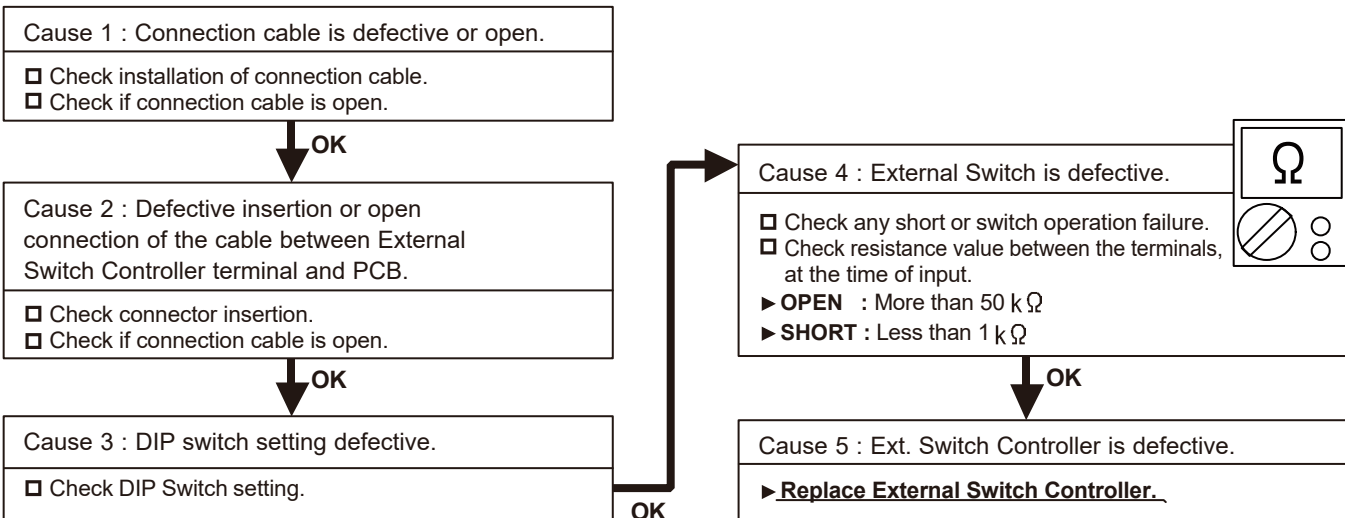 Cause 1 : Connection cable is defective or open.
☐ Check installation of connection cable.
☐ Check if connection cable is open.
OK
Cause 2 : Defective insertion or open
connection of the cable between External
Switch Controller terminal and PCB.
☐ Check connector insertion.
☐ Check if connection cable is open.
OK
Cause 3 : DIP switch setting defective.
☐ Check DIP Switch setting.
OK
Cause 4 : External Switch is defective.
☐ Check any short or switch operation failure.
☐ Check resistance value between the terminals,
at the time of input.
►OPEN : More than 50 kΩ
►SHORT : Less than 1 kΩ
Ω
OK
Cause 5 : Ext. Switch Controller is defective.
►Replace External Switch Controller.